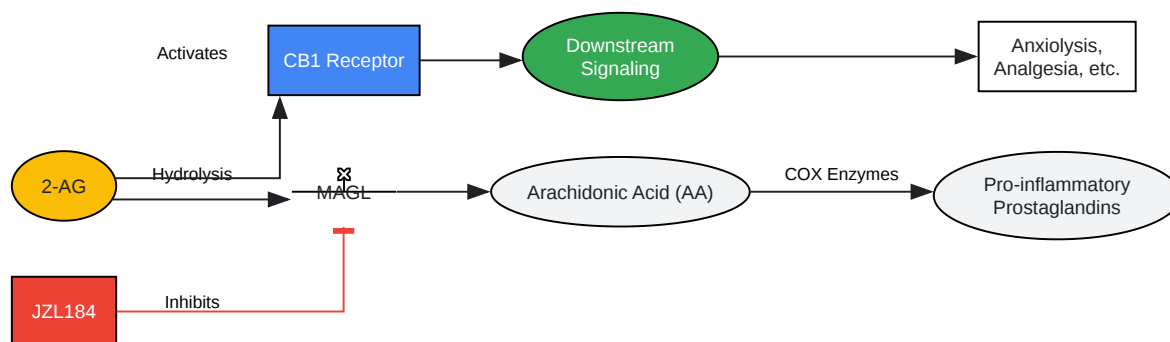 Activates
CB1 Receptor
Downstream
Signaling
Anxiolysis,
Analgesia, etc.
2-AG
Hydrolysis
MAGL
Arachidonic Acid (AA)
COX Enzymes
Pro-inflammatory
Prostaglandins
JZL184
Inhibits